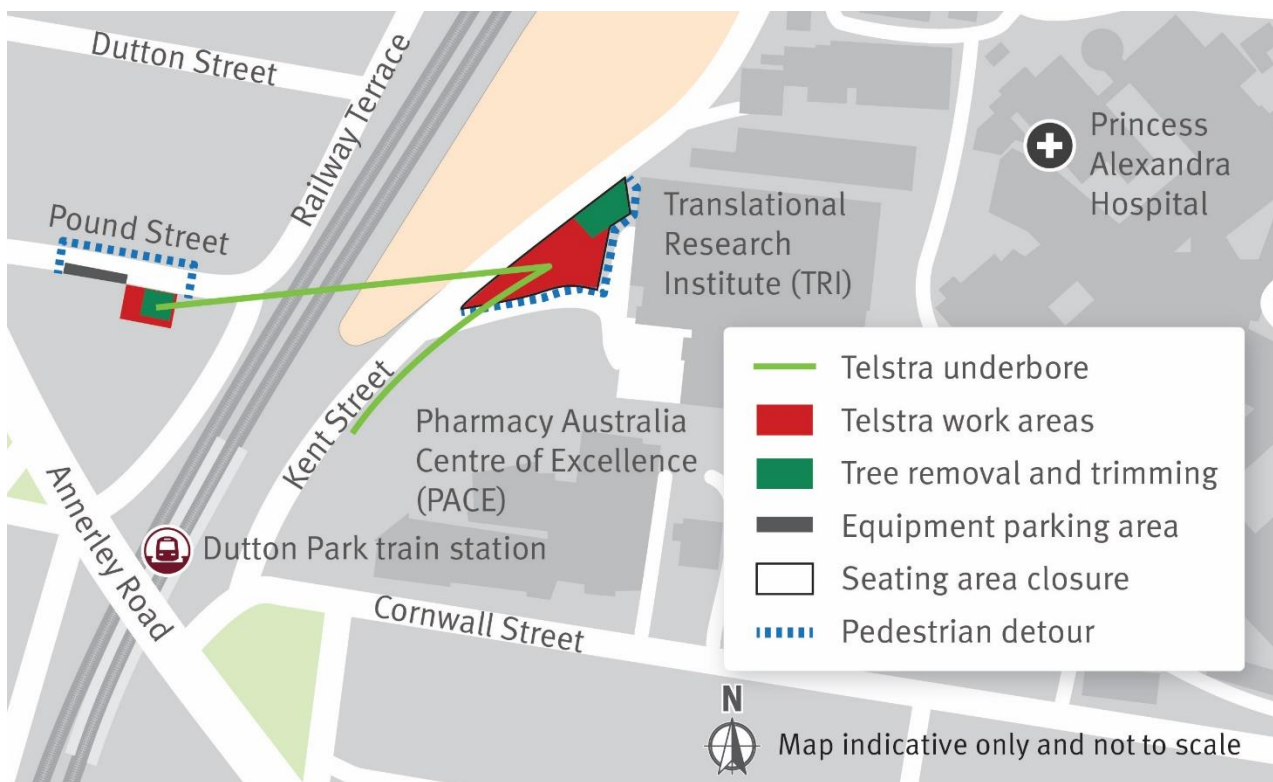 Dutton Street
Railway Terrace
Pound Street
Princess
Alexandra
Hospital
Translational
Research
Institute (TRI)
Kent Street
Pharmacy Australia
Centre of Excellence
(PACE)
Annerley Road
Dutton Park train station
Cornwall Street
Telstra underbore
Telstra work areas
Tree removal and trimming
Equipment parking area
Seating area closure
Pedestrian detour
N
Map indicative only and not to scale